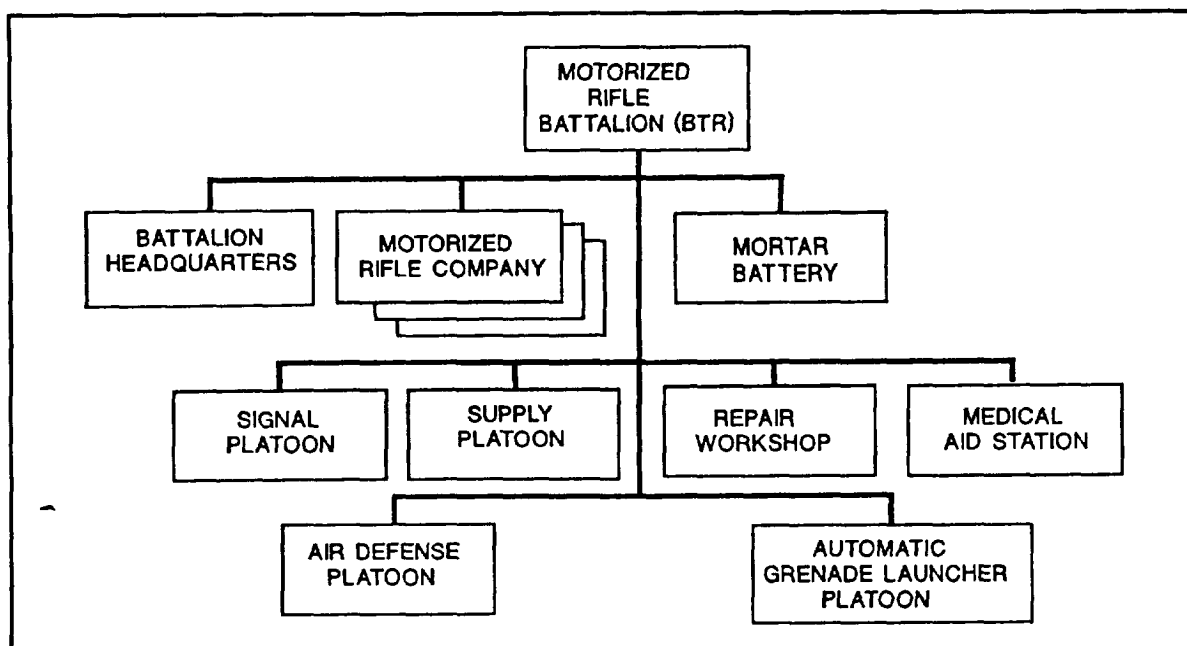 MOTORIZED
RIFLE
BATTALION (BTR)
BATTALION
HEADQUARTERS
MOTORIZED
RIFLE COMPANY
MORTAR
BATTERY
SIGNAL
PLATOON
SUPPLY
PLATOON
REPAIR
WORKSHOP
MEDICAL
AID STATION
AIR DEFENSE
PLATOON
AUTOMATIC
GRENADE LAUNCHER
PLATOON